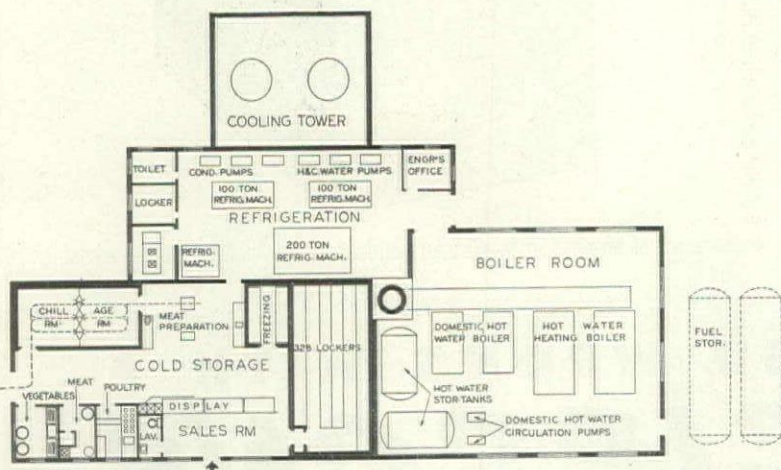 COOLING TOWER
TOILET
COND. PUMPS
H&C. WATER PUMPS
ENGR'S
OFFICE
LOCKER
100 TON
REFRIG. MACH.
100 TON
REFRIG. MACH.
REFRIGERATION
REFRIG.
MACH.
200 TON
REFRIG. MACH.
BOILER ROOM
CHILL
RM
AGE
RM
MEAT
PREPARATION
FREEZING
328 LOCKERS
DOMESTIC HOT
WATER BOILER
HOT WATER
HEATING BOILER
FUEL
STOR.
COLD STORAGE
HOT WATER
STOR-TANKS
MEAT
POULTRY
VEGETABLES
DISPLAY
SALES RM
LAV.
DOMESTIC HOT WATER
CIRCULATION PUMPS